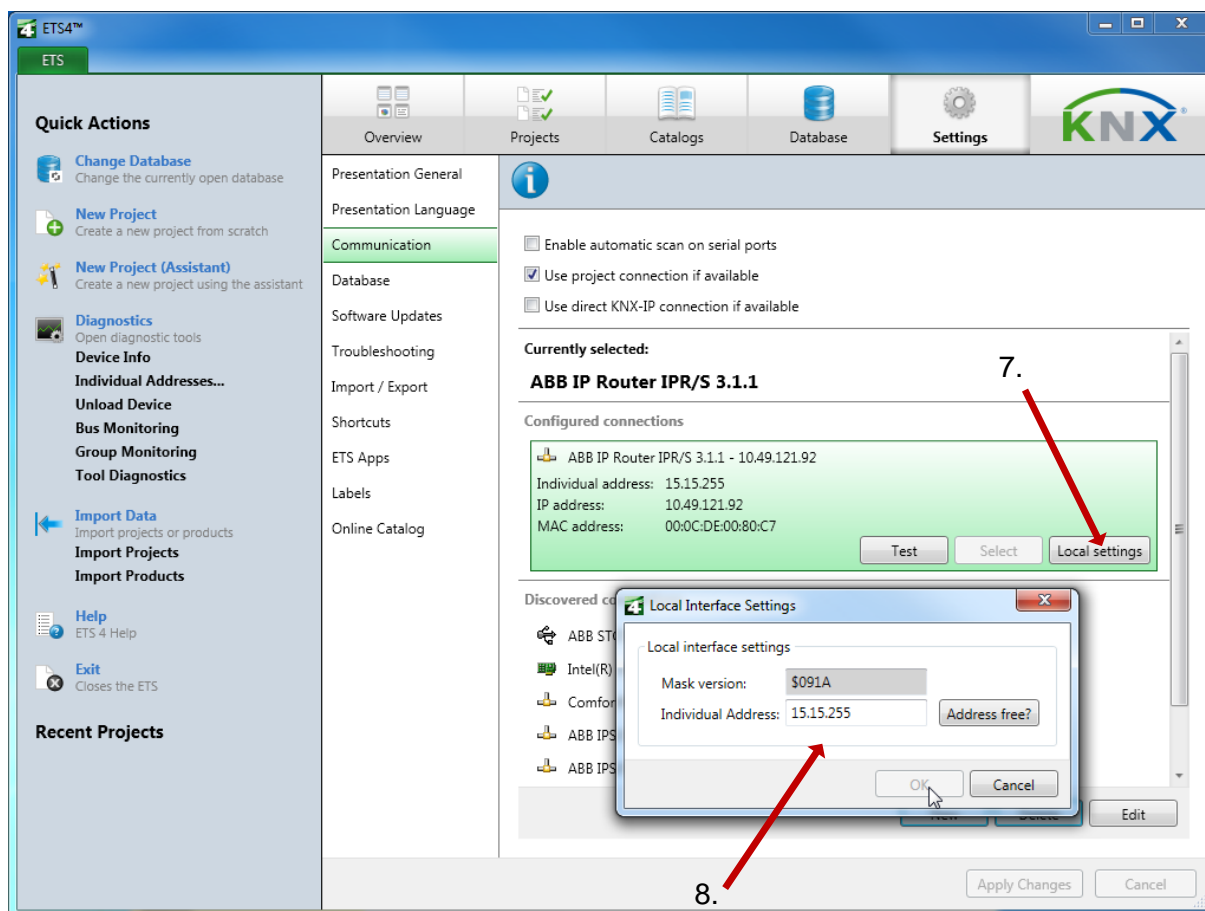 ETS4™
ETS
Quick Actions
Change Database
Change the currently open database
New Project
Create a new project from scratch
New Project (Assistant)
Create a new project using the assistant
Diagnostics
Open diagnostic tools
Device Info
Individual Addresses...
Unload Device
Bus Monitoring
Group Monitoring
Tool Diagnostics
Import Data
Import projects or products
Import Projects
Import Products
Help
ETS 4 Help
Exit
Closes the ETS
Recent Projects
Overview
Projects
Catalogs
Database
Settings
KNX
Presentation General
Presentation Language
Communication
Database
Software Updates
Troubleshooting
Import / Export
Shortcuts
ETS Apps
Labels
Online Catalog
Enable automatic scan on serial ports
Use project connection if available
Use direct KNX-IP connection if available
Currently selected:
ABB IP Router IPR/S 3.1.1
7.
Configured connections
ABB IP Router IPR/S 3.1.1 - 10.49.121.92
Individual address: 15.15.255
IP address: 10.49.121.92
MAC address: 00:0C:DE:00:80:C7
Test
Select
Local settings
Discovered
ABB
Intel(R)
ABB
ABB
Local Interface Settings
Local interface settings
Mask version: $091A
Individual Address: 15.15.255
Address free?
OK
Cancel
New
Delete
Edit
8.
Apply Changes
Cancel